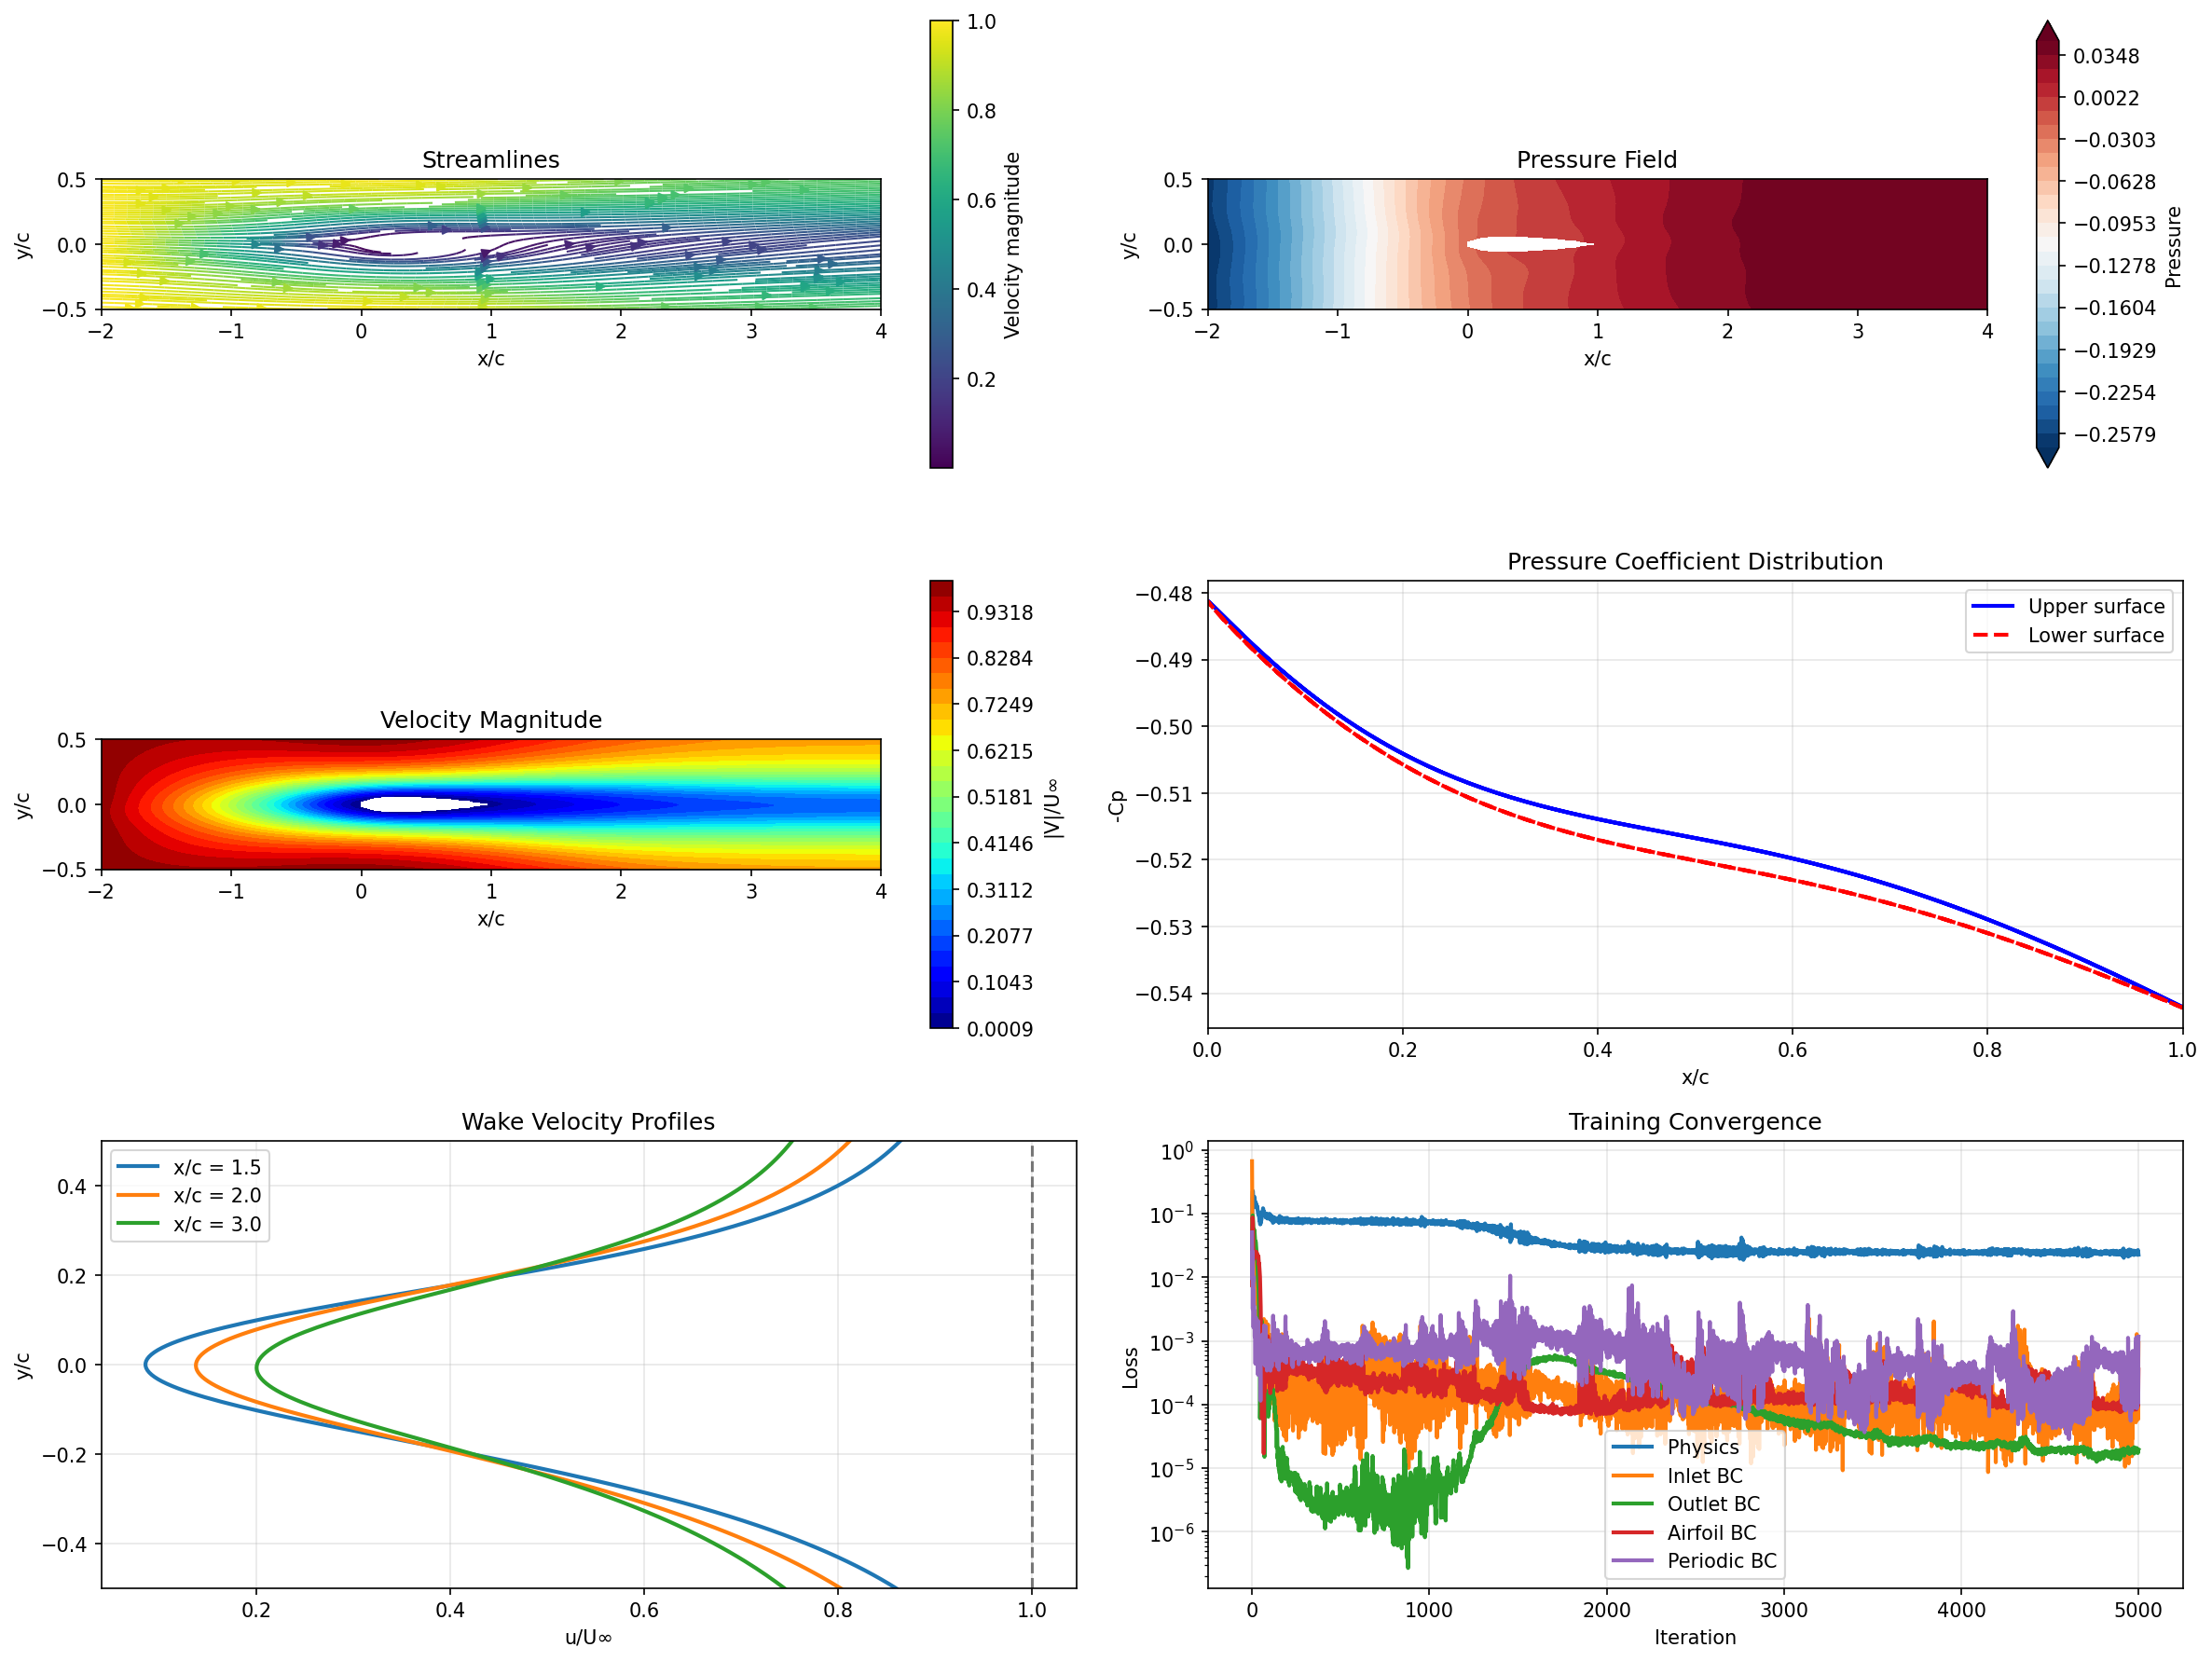 Streamlines
0.5
0.0
−0.5
y/c
−2 −1 0 1 2 3 4
x/c
1.0
0.8
0.6
0.4
0.2
Velocity magnitude
Pressure Field
0.5
0.0
−0.5
y/c
−2 −1 0 1 2 3 4
x/c
0.0348
0.0022
−0.0303
−0.0628
−0.0953
−0.1278
−0.1604
−0.1929
−0.2254
−0.2579
Pressure
Velocity Magnitude
0.5
0.0
−0.5
y/c
−2 −1 0 1 2 3 4
x/c
0.9318
0.8284
0.7249
0.6215
0.5181
0.4146
0.3112
0.2077
0.1043
0.0009
|V|/U∞
Pressure Coefficient Distribution
−0.48
−0.49
−0.50
−0.51
−0.52
−0.53
−0.54
-Cp
Upper surface
Lower surface
0.0 0.2 0.4 0.6 0.8 1.0
x/c
Wake Velocity Profiles
x/c = 1.5
x/c = 2.0
x/c = 3.0
0.4
0.2
0.0
−0.2
−0.4
y/c
0.2 0.4 0.6 0.8 1.0
u/U∞
Training Convergence
10⁰
10⁻¹
10⁻²
10⁻³
10⁻⁴
10⁻⁵
10⁻⁶
Loss
Physics
Inlet BC
Outlet BC
Airfoil BC
Periodic BC
0 1000 2000 3000 4000 5000
Iteration